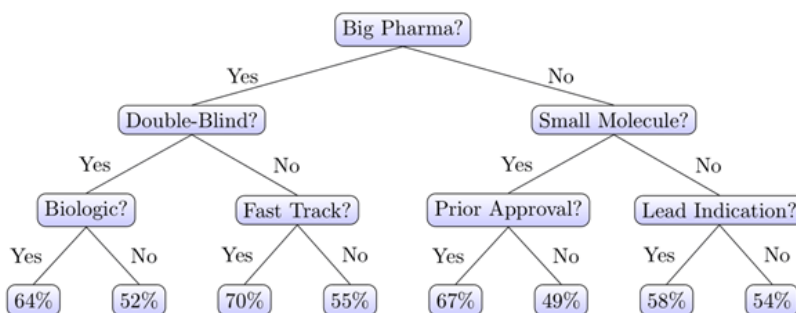 Big Pharma?
Yes No
Double-Blind? Small Molecule?
Yes No Yes No
Biologic? Fast Track? Prior Approval? Lead Indication?
Yes No Yes No Yes No Yes No
64% 52% 70% 55% 67% 49% 58% 54%